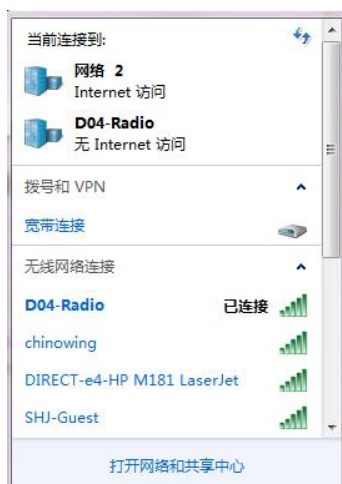 当前连接到:
网络 2
Internet 访问
D04-Radio
无 Internet 访问
拨号和 VPN
宽带连接
无线网络连接
D04-Radio 已连接
chinowing
DIRECT-e4-HP M181 LaserJet
SHJ-Guest
打开网络和共享中心